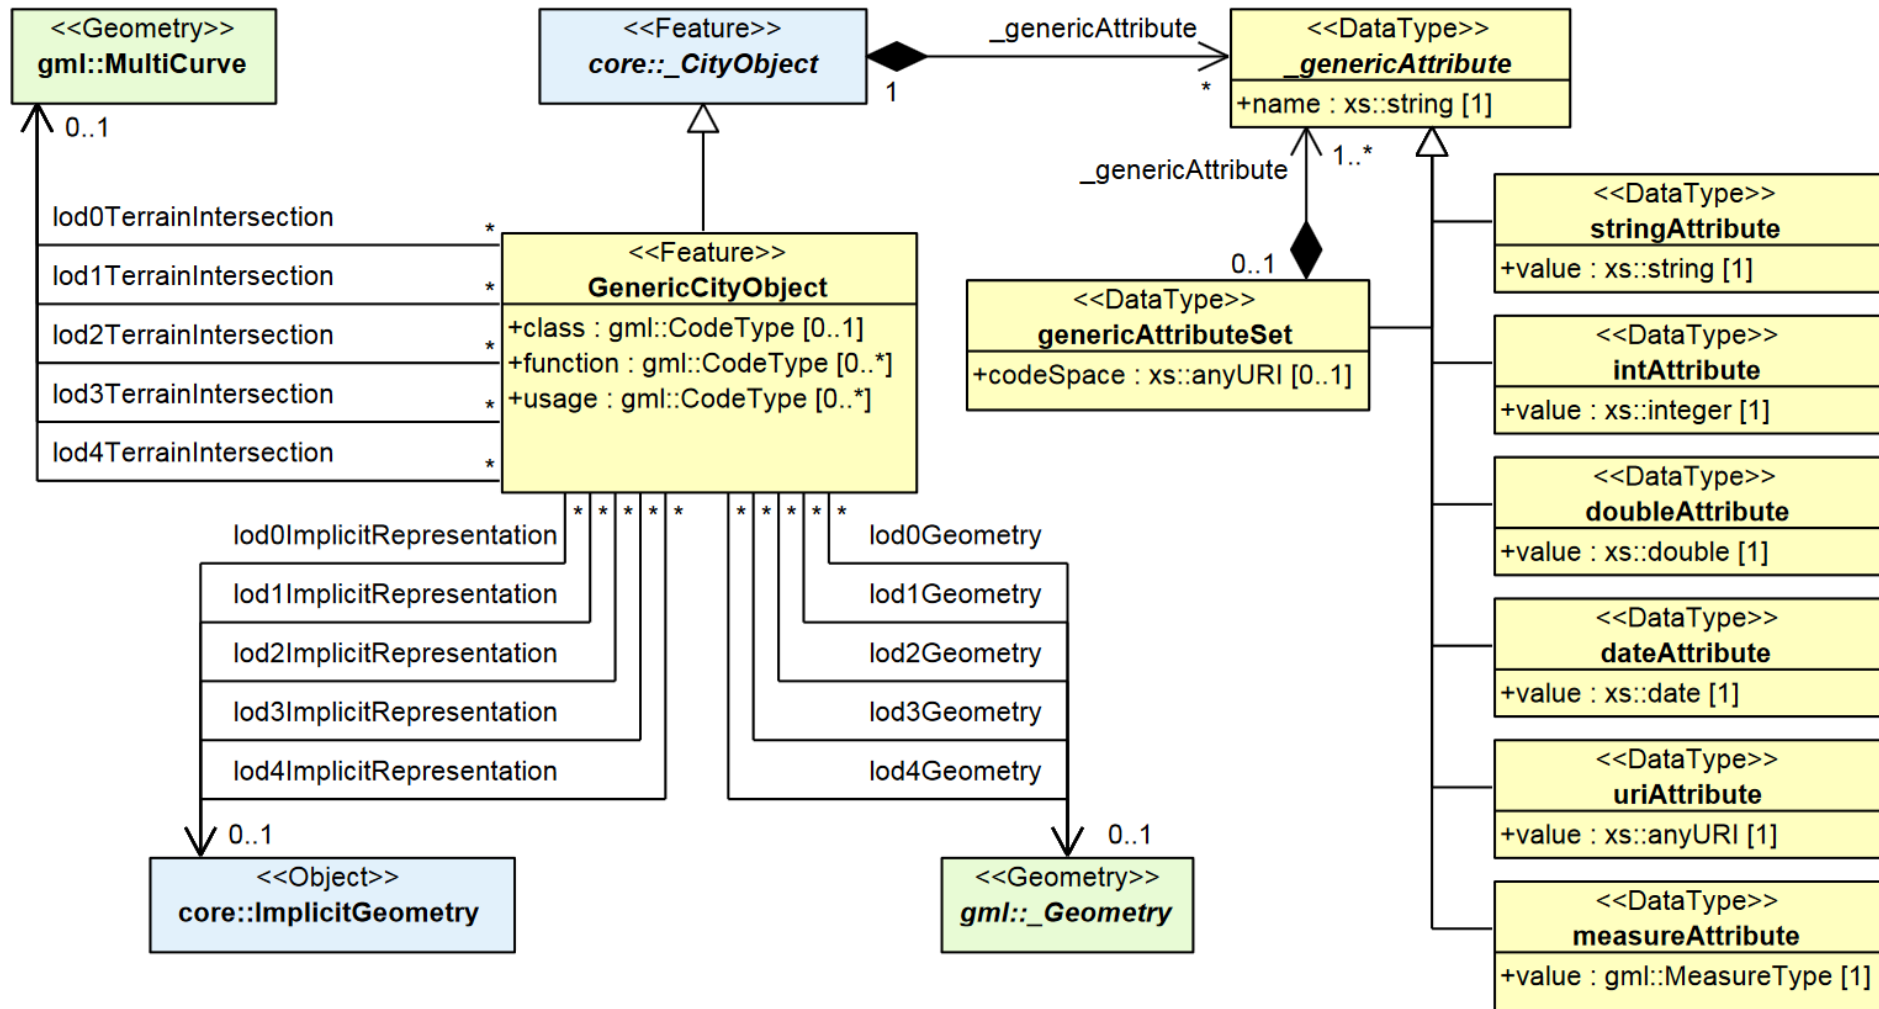 <<Geometry>>
gml::MultiCurve
0..1
<<Feature>>
core::_CityObject
1
_genericAttribute
*
<<DataType>>
_genericAttribute
+name : xs::string [1]
_genericAttribute
1..*
0..1
lod0TerrainIntersection
*
lod1TerrainIntersection
*
lod2TerrainIntersection
*
lod3TerrainIntersection
*
lod4TerrainIntersection
*
<<Feature>>
GenericCityObject
+class : gml::CodeType [0..1]
+function : gml::CodeType [0..*]
+usage : gml::CodeType [0..*]
<<DataType>>
genericAttributeSet
+codeSpace : xs::anyURI [0..1]
<<DataType>>
stringAttribute
+value : xs::string [1]
<<DataType>>
intAttribute
+value : xs::integer [1]
<<DataType>>
doubleAttribute
+value : xs::double [1]
<<DataType>>
dateAttribute
+value : xs::date [1]
<<DataType>>
uriAttribute
+value : xs::anyURI [1]
<<DataType>>
measureAttribute
+value : gml::MeasureType [1]
* * * * *
* * * * *
lod0ImplicitRepresentation
lod1ImplicitRepresentation
lod2ImplicitRepresentation
lod3ImplicitRepresentation
lod4ImplicitRepresentation
0..1
lod0Geometry
lod1Geometry
lod2Geometry
lod3Geometry
lod4Geometry
0..1
<<Object>>
core::ImplicitGeometry
<<Geometry>>
gml::_Geometry